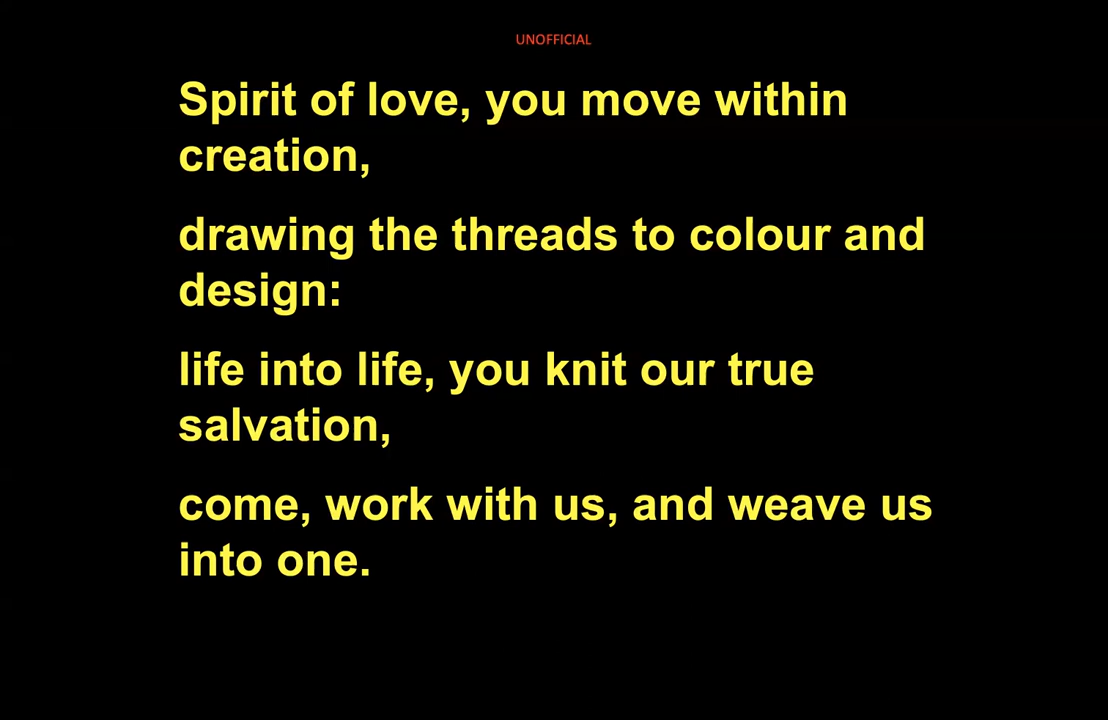 UNOFFICIAL
Spirit of love, you move within
creation,
drawing the threads to colour and
design:
life into life, you knit our true
salvation,
come, work with us, and weave us
into one.